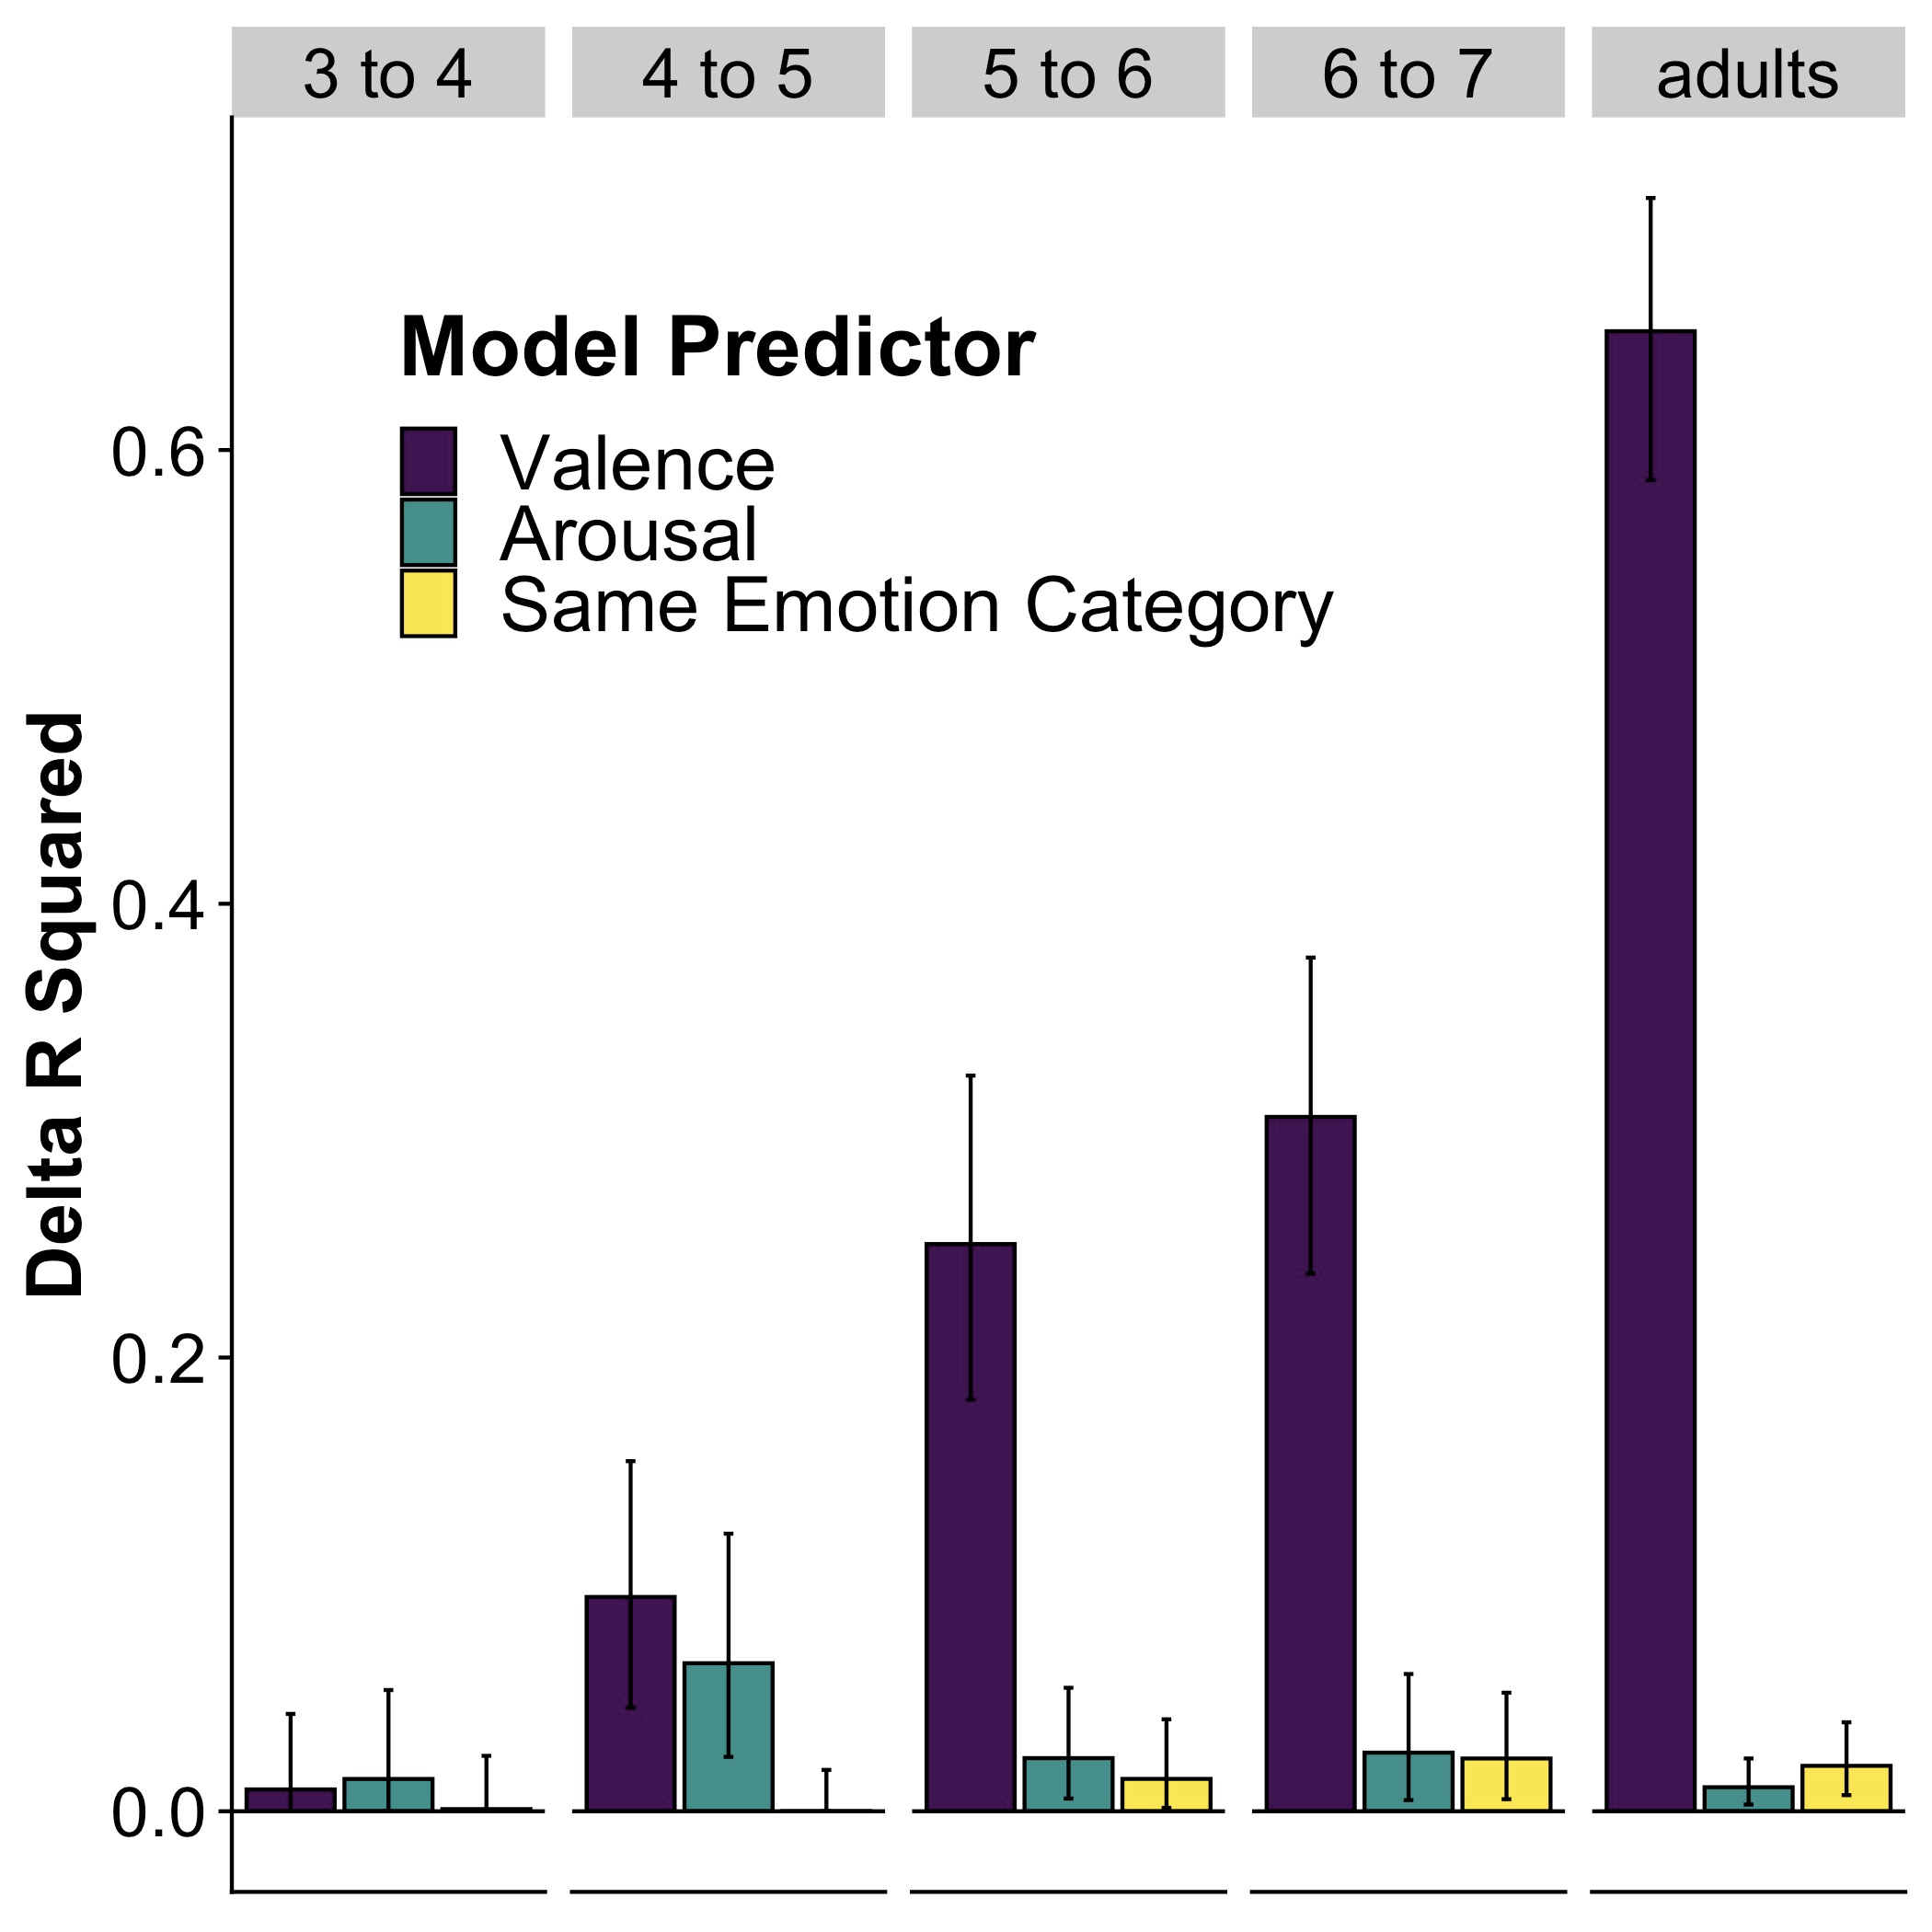 3 to 4
4 to 5
5 to 6
6 to 7
adults
Model Predictor
Valence
Arousal
Same Emotion Category
Delta R Squared
0.6
0.4
0.2
0.0